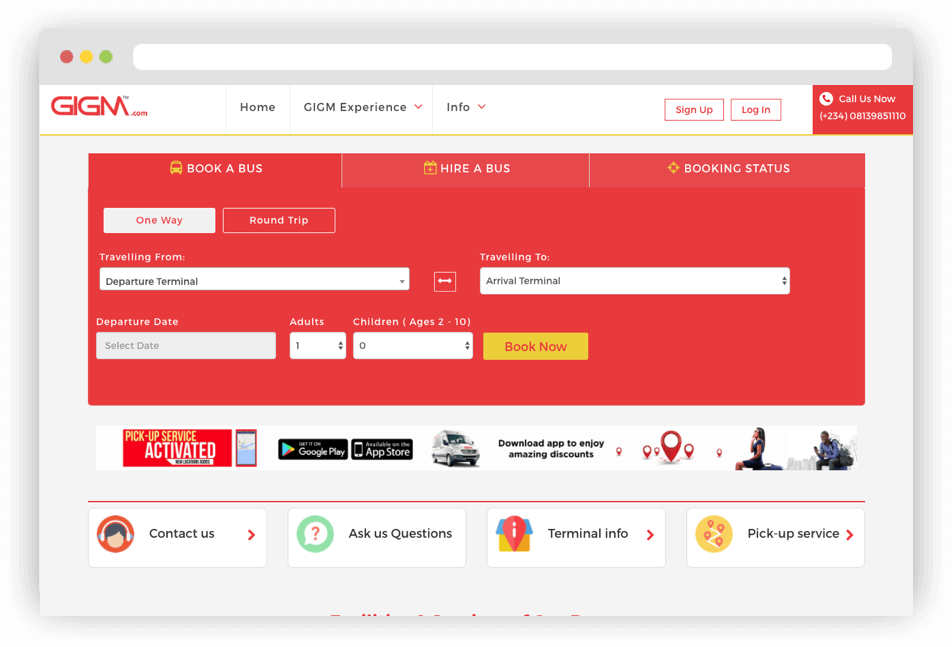 GIGM™.com
Home
GIGM Experience
Info
Sign Up
Log In
Call Us Now
(+234) 08139851110
BOOK A BUS
HIRE A BUS
BOOKING STATUS
One Way
Round Trip
Travelling From:
Travelling To:
Departure Terminal
Arrival Terminal
Departure Date
Adults
Children ( Ages 2 - 10)
Select Date
1
0
Book Now
PICK-UP SERVICE
ACTIVATED
NEW LOCATIONS ADDED
GET IT ON
Google Play
Available on the
App Store
Download app to enjoy
amazing discounts
Contact us
Ask us Questions
Terminal info
Pick-up service